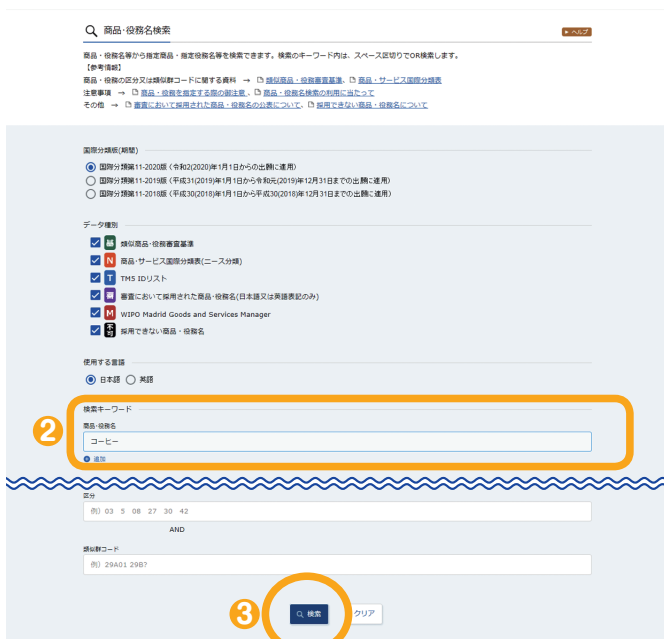 商品・役務名検索
ヘルプ
商品・役務名等から指定商品・指定役務名等を検索できます。検索のキーワード内は、スペース区切りでOR検索します。
【参考情報】
商品・役務の区分又は類似群コードに関する資料 → 類似商品・役務審査基準、 商品・サービス国際分類表
注意事項 → 商品・役務を指定する際の御注意、 商品・役務名検索の利用に当たって
その他 → 審査において採用された商品・役務名の公表について、 採用できない商品・役務名について
国際分類版(期間)
国際分類第11-2020版（令和2(2020)年1月1日からの出願に適用）
国際分類第11-2019版（平成31(2019)年1月1日から令和元(2019)年12月31日までの出願に適用）
国際分類第11-2018版（平成30(2018)年1月1日から平成30(2018)年12月31日までの出願に適用）
データ種別
基 類似商品・役務審査基準
N 商品・サービス国際分類表(ニース分類)
T TM5 IDリスト
審 審査において採用された商品・役務名(日本語又は英語表記のみ)
M WIPO Madrid Goods and Services Manager
不可 採用できない商品・役務名
使用する言語
日本語 英語
2
検索キーワード
商品・役務名
コーヒー
追加
区分
例）03 5 08 27 30 42
AND
類似群コード
例）29A01 29B?
3
検索 クリア